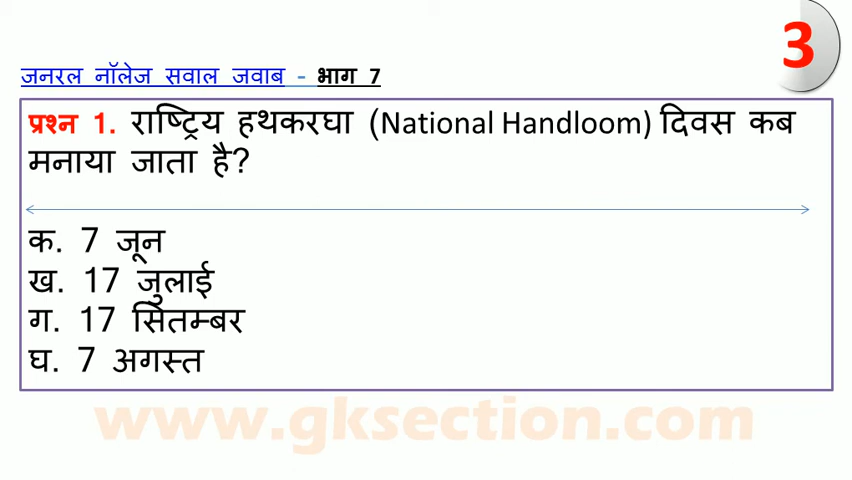 3
जनरल नॉलेज सवाल जवाब - भाग 7
प्रश्न 1. राष्ट्रिय हथकरघा (National Handloom) दिवस कब
मनाया जाता है?
क. 7 जून
ख. 17 जुलाई
ग. 17 सितम्बर
घ. 7 अगस्त
www.gksection.com